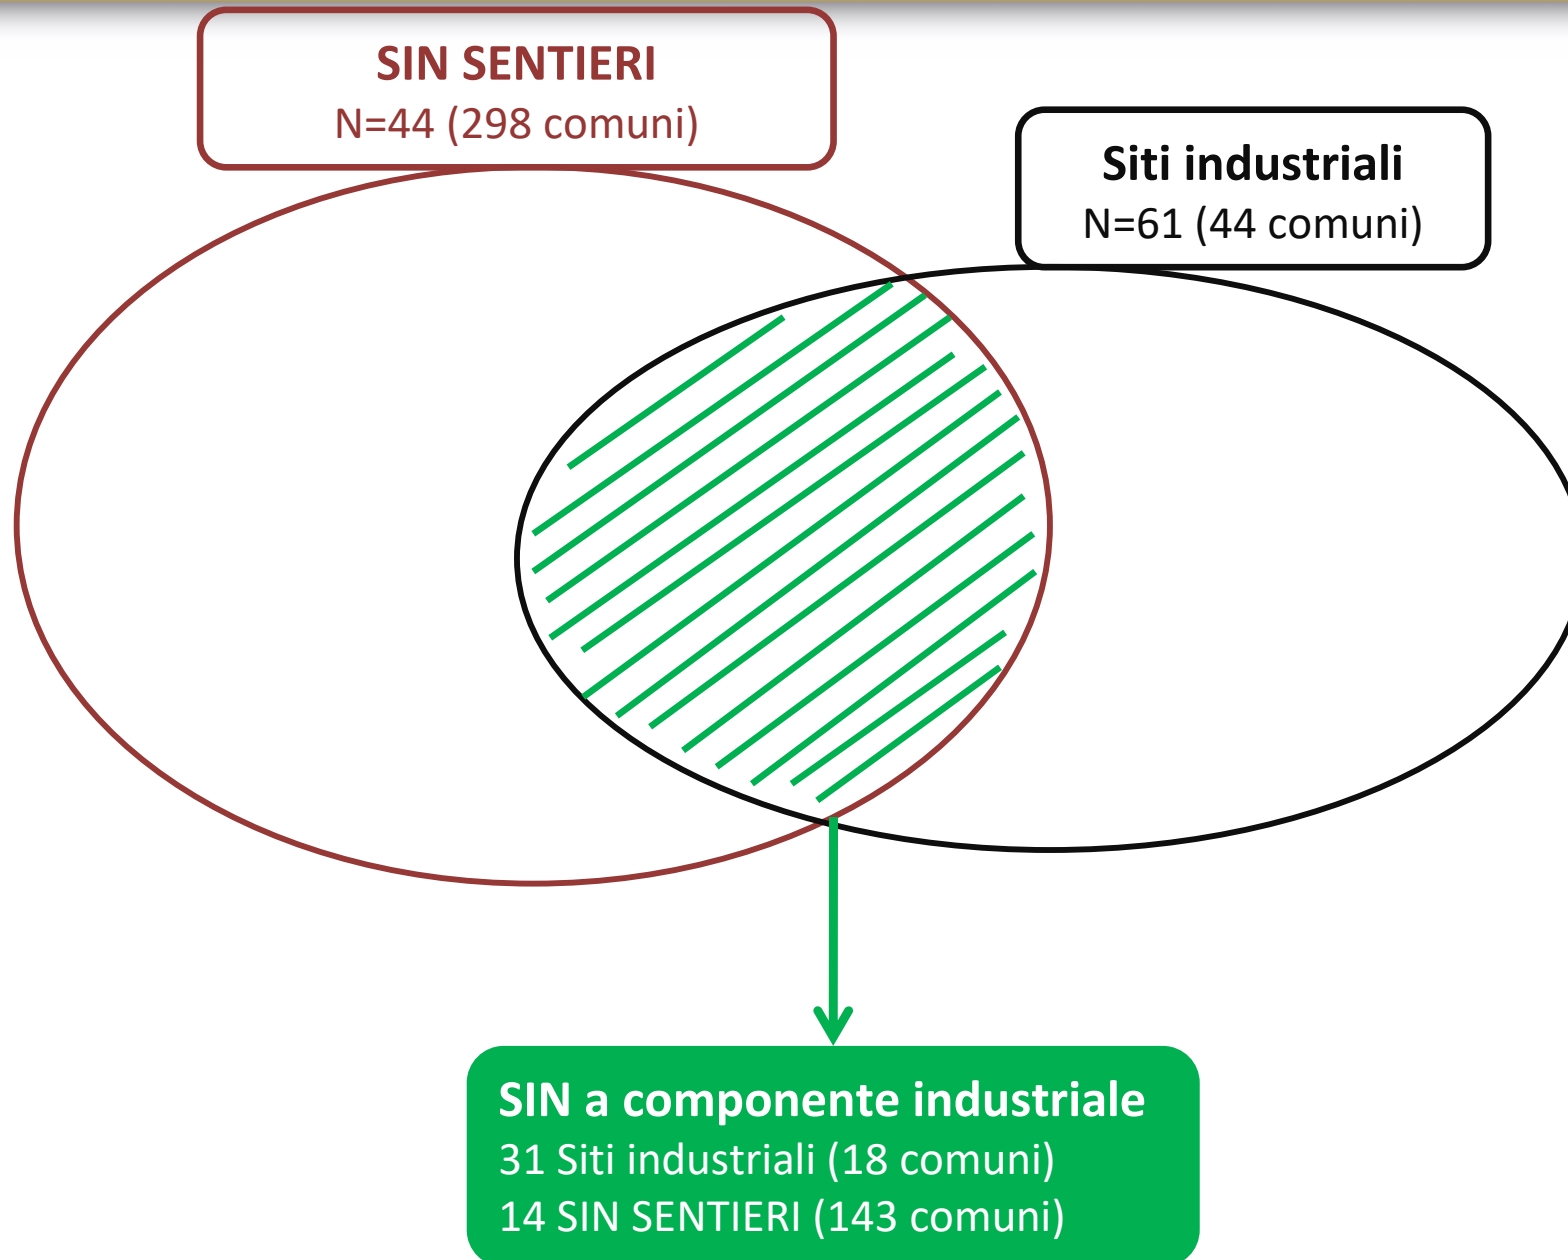 SIN SENTIERI
N=44 (298 comuni)
Siti industriali
N=61 (44 comuni)
SIN a componente industriale
31 Siti industriali (18 comuni)
14 SIN SENTIERI (143 comuni)